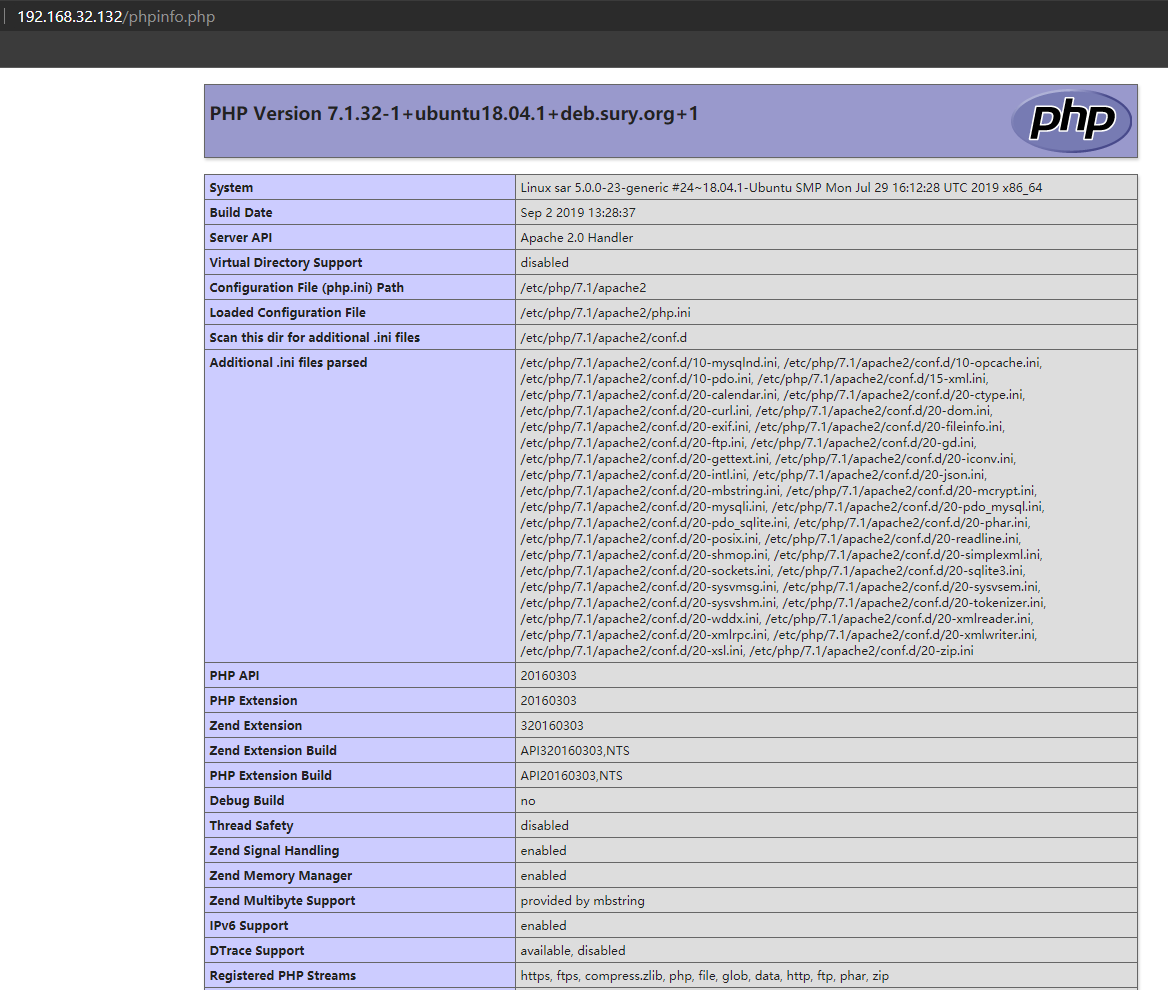 192.168.32.132/phpinfo.php
PHP Version 7.1.32-1+ubuntu18.04.1+deb.sury.org+1
php
System Linux sar 5.0.0-23-generic #24~18.04.1-Ubuntu SMP Mon Jul 29 16:12:28 UTC 2019 x86_64
Build Date Sep 2 2019 13:28:37
Server API Apache 2.0 Handler
Virtual Directory Support disabled
Configuration File (php.ini) Path /etc/php/7.1/apache2
Loaded Configuration File /etc/php/7.1/apache2/php.ini
Scan this dir for additional .ini files /etc/php/7.1/apache2/conf.d
Additional .ini files parsed /etc/php/7.1/apache2/conf.d/10-mysqlnd.ini, /etc/php/7.1/apache2/conf.d/10-opcache.ini,
/etc/php/7.1/apache2/conf.d/10-pdo.ini, /etc/php/7.1/apache2/conf.d/15-xml.ini,
/etc/php/7.1/apache2/conf.d/20-calendar.ini, /etc/php/7.1/apache2/conf.d/20-ctype.ini,
/etc/php/7.1/apache2/conf.d/20-curl.ini, /etc/php/7.1/apache2/conf.d/20-dom.ini,
/etc/php/7.1/apache2/conf.d/20-exif.ini, /etc/php/7.1/apache2/conf.d/20-fileinfo.ini,
/etc/php/7.1/apache2/conf.d/20-ftp.ini, /etc/php/7.1/apache2/conf.d/20-gd.ini,
/etc/php/7.1/apache2/conf.d/20-gettext.ini, /etc/php/7.1/apache2/conf.d/20-iconv.ini,
/etc/php/7.1/apache2/conf.d/20-intl.ini, /etc/php/7.1/apache2/conf.d/20-json.ini,
/etc/php/7.1/apache2/conf.d/20-mbstring.ini, /etc/php/7.1/apache2/conf.d/20-mcrypt.ini,
/etc/php/7.1/apache2/conf.d/20-mysqli.ini, /etc/php/7.1/apache2/conf.d/20-pdo_mysql.ini,
/etc/php/7.1/apache2/conf.d/20-pdo_sqlite.ini, /etc/php/7.1/apache2/conf.d/20-phar.ini,
/etc/php/7.1/apache2/conf.d/20-posix.ini, /etc/php/7.1/apache2/conf.d/20-readline.ini,
/etc/php/7.1/apache2/conf.d/20-shmop.ini, /etc/php/7.1/apache2/conf.d/20-simplexml.ini,
/etc/php/7.1/apache2/conf.d/20-sockets.ini, /etc/php/7.1/apache2/conf.d/20-sqlite3.ini,
/etc/php/7.1/apache2/conf.d/20-sysvmsg.ini, /etc/php/7.1/apache2/conf.d/20-sysvsem.ini,
/etc/php/7.1/apache2/conf.d/20-sysvshm.ini, /etc/php/7.1/apache2/conf.d/20-tokenizer.ini,
/etc/php/7.1/apache2/conf.d/20-wddx.ini, /etc/php/7.1/apache2/conf.d/20-xmlreader.ini,
/etc/php/7.1/apache2/conf.d/20-xmlrpc.ini, /etc/php/7.1/apache2/conf.d/20-xmlwriter.ini,
/etc/php/7.1/apache2/conf.d/20-xsl.ini, /etc/php/7.1/apache2/conf.d/20-zip.ini
PHP API 20160303
PHP Extension 20160303
Zend Extension 320160303
Zend Extension Build API320160303,NTS
PHP Extension Build API20160303,NTS
Debug Build no
Thread Safety disabled
Zend Signal Handling enabled
Zend Memory Manager enabled
Zend Multibyte Support provided by mbstring
IPv6 Support enabled
DTrace Support available, disabled
Registered PHP Streams https, ftps, compress.zlib, php, file, glob, data, http, ftp, phar, zip